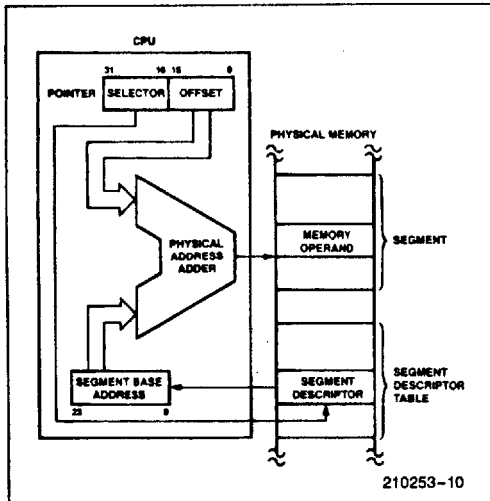 CPU
31 16 15 0
POINTER SELECTOR OFFSET
PHYSICAL MEMORY
MEMORY
OPERAND
SEGMENT
PHYSICAL
ADDRESS
ADDER
SEGMENT BASE
ADDRESS
23 0
SEGMENT
DESCRIPTOR
SEGMENT
DESCRIPTOR
TABLE
210253-10